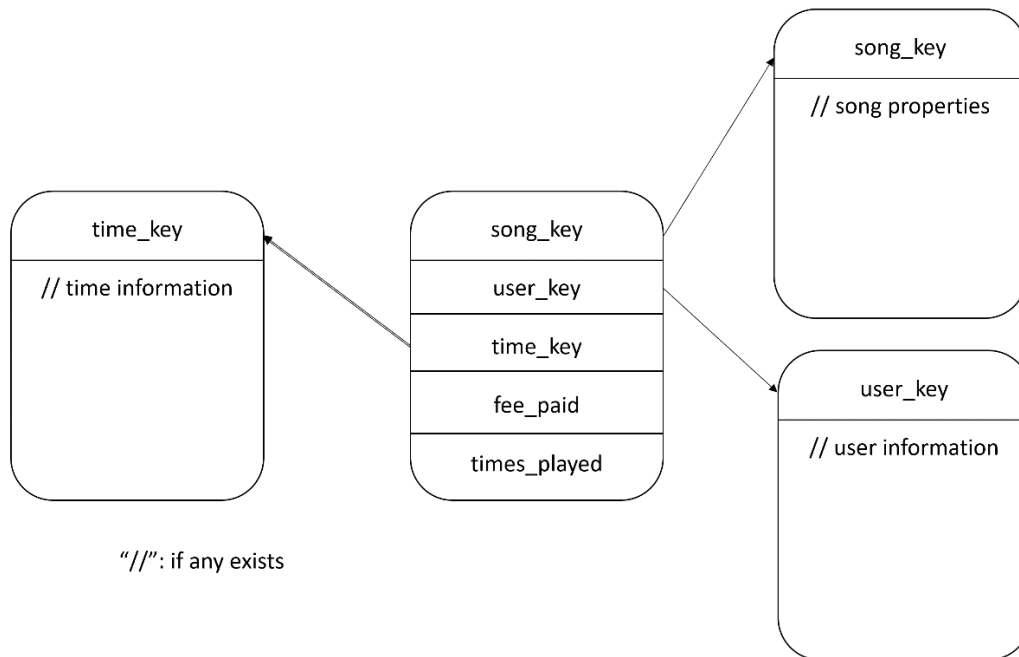 song_key
// song properties
time_key
// time information
song_key
user_key
time_key
fee_paid
times_played
user_key
// user information
“//”: if any exists